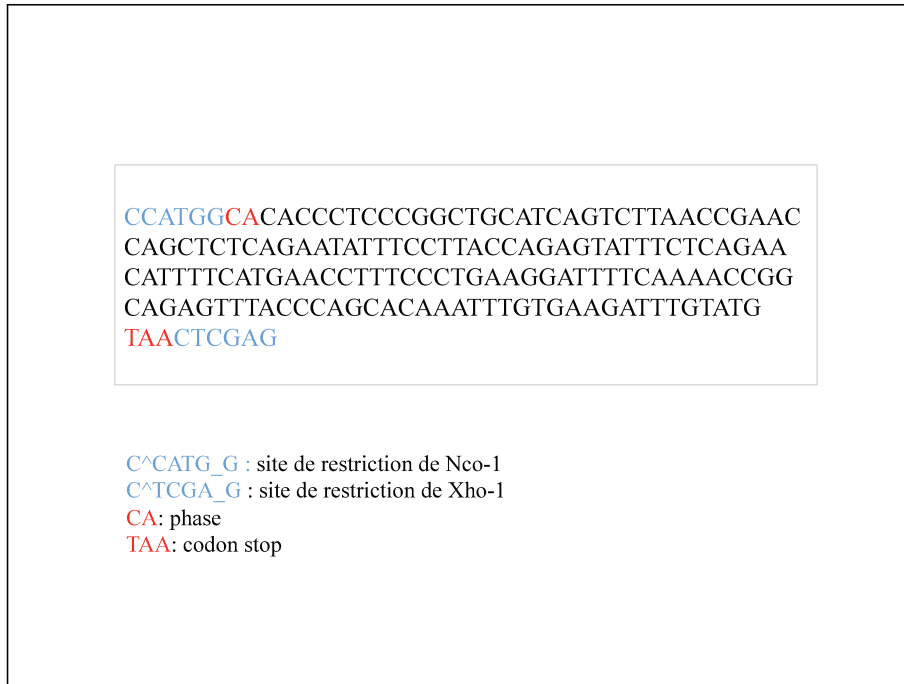 CCATGGCACACCCTCCCGGCTGCATCAGTCTTAACCGAAC
CAGCTCTCAGAATATTTCCTTACCAGAGTATTTCTCAGAA
CATTTTCATGAACCTTTCCCTGAAGGATTTTCAAAACCGG
CAGAGTTTACCCAGCACAAATTTGTGAAGATTTGTATG
TAACTCGAG
C^CATG_G : site de restriction de Nco-1
C^TCGA_G : site de restriction de Xho-1
CA: phase
TAA: codon stop